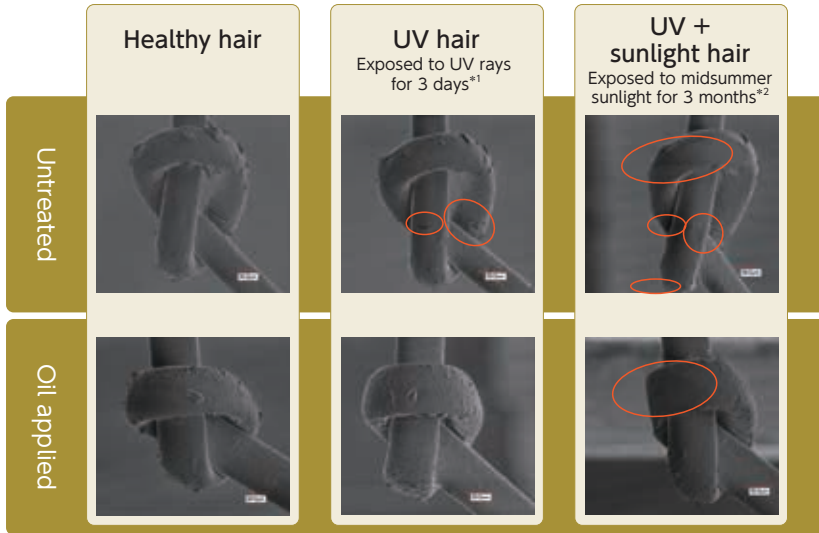 Healthy hair
UV hair
Exposed to UV rays
for 3 days*1
UV +
sunlight hair
Exposed to midsummer
sunlight for 3 months*2
Untreated
Oil applied